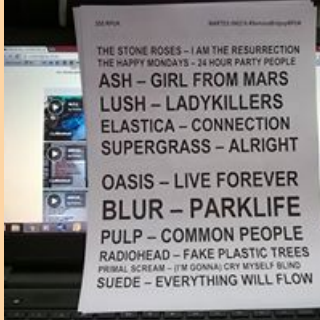 THE STONE ROSES – I AM THE RESURRECTION
THE HAPPY MONDAYS – 24 HOUR PARTY PEOPLE
ASH – GIRL FROM MARS
LUSH – LADYKILLERS
ELASTICA – CONNECTION
SUPERGRASS – ALRIGHT
OASIS – LIVE FOREVER
BLUR – PARKLIFE
PULP – COMMON PEOPLE
RADIOHEAD – FAKE PLASTIC TREES
PRIMAL SCREAM – (I'M GONNA) CRY MYSELF BLIND
SUEDE – EVERYTHING WILL FLOW